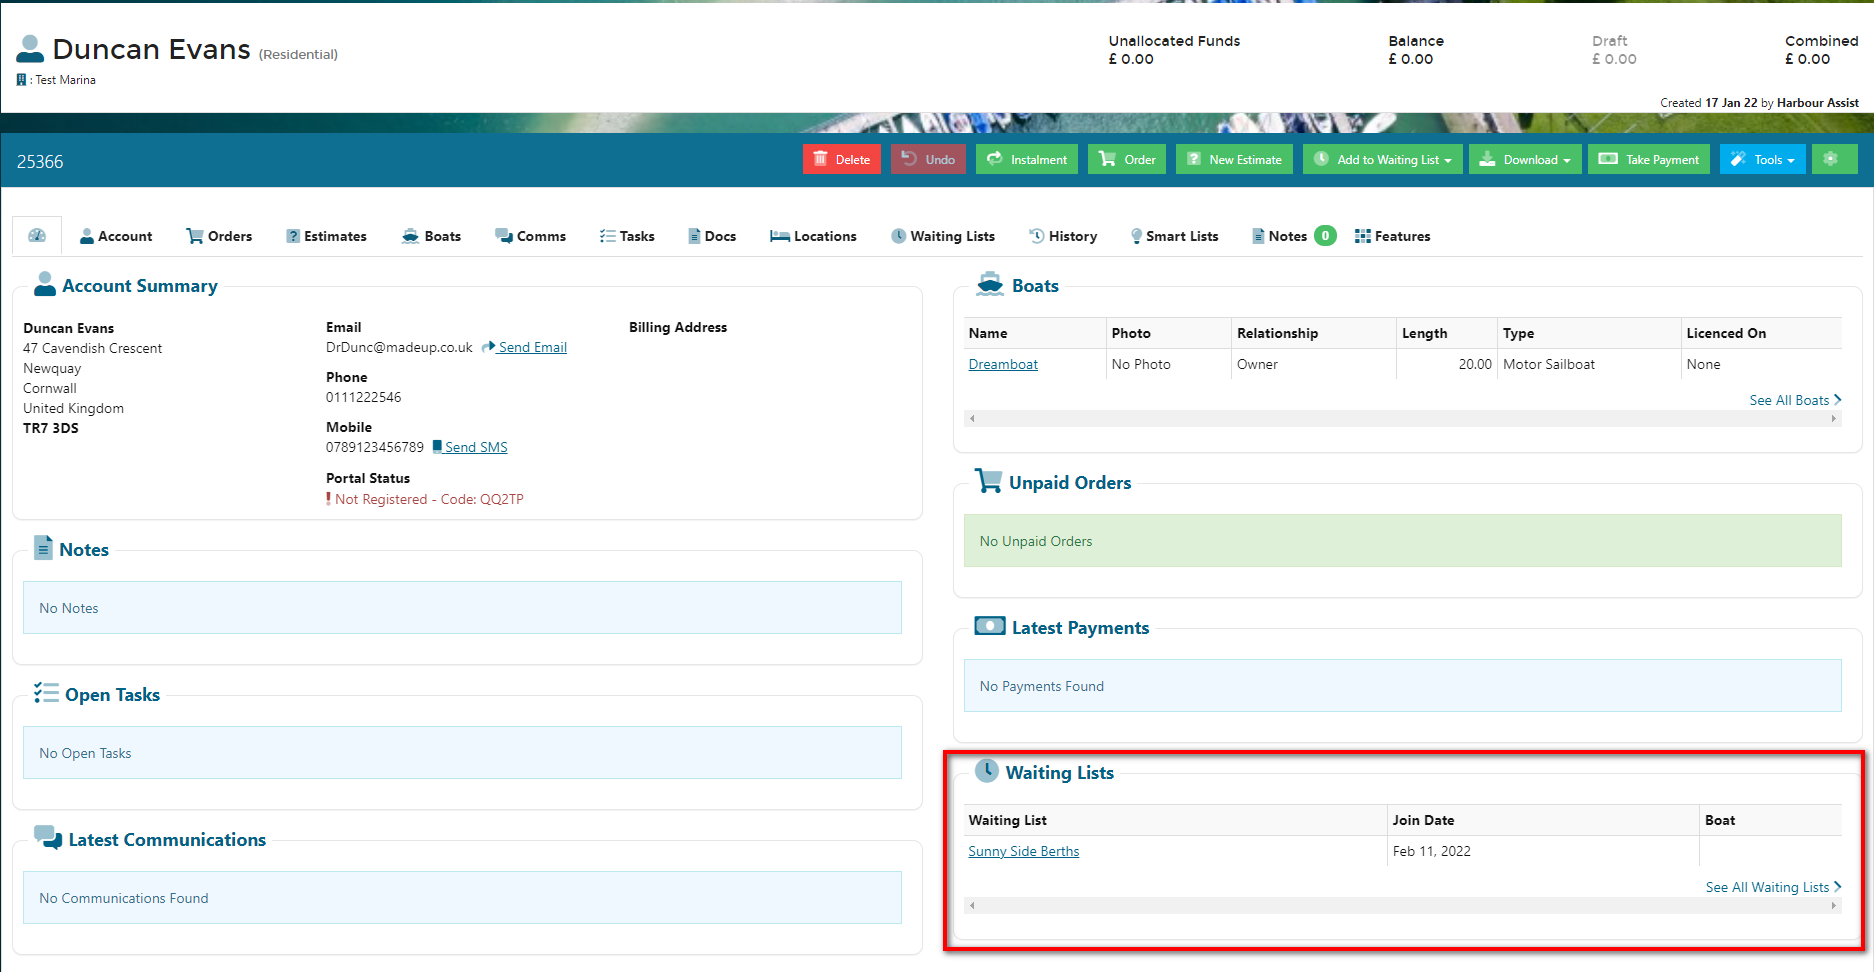 Duncan Evans (Residential)
: Test Marina
Unallocated Funds
£ 0.00
Balance
£ 0.00
Draft
£ 0.00
Combined
£ 0.00
Created 17 Jan 22 by Harbour Assist
25366
Delete
Undo
Instalment
Order
New Estimate
Add to Waiting List
Download
Take Payment
Tools
Account
Orders
Estimates
Boats
Comms
Tasks
Docs
Locations
Waiting Lists
History
Smart Lists
Notes 0
Features
Account Summary
Duncan Evans
47 Cavendish Crescent
Newquay
Cornwall
United Kingdom
TR7 3DS
Email
DrDunc@madeup.co.uk Send Email
Phone
0111222546
Mobile
0789123456789 Send SMS
Portal Status
Not Registered - Code: QQ2TP
Billing Address
Notes
No Notes
Open Tasks
No Open Tasks
Latest Communications
No Communications Found
Boats
Name Photo Relationship Length Type Licenced On
Dreamboat No Photo Owner 20.00 Motor Sailboat None
See All Boats
Unpaid Orders
No Unpaid Orders
Latest Payments
No Payments Found
Waiting Lists
Waiting List Join Date Boat
Sunny Side Berths Feb 11, 2022
See All Waiting Lists